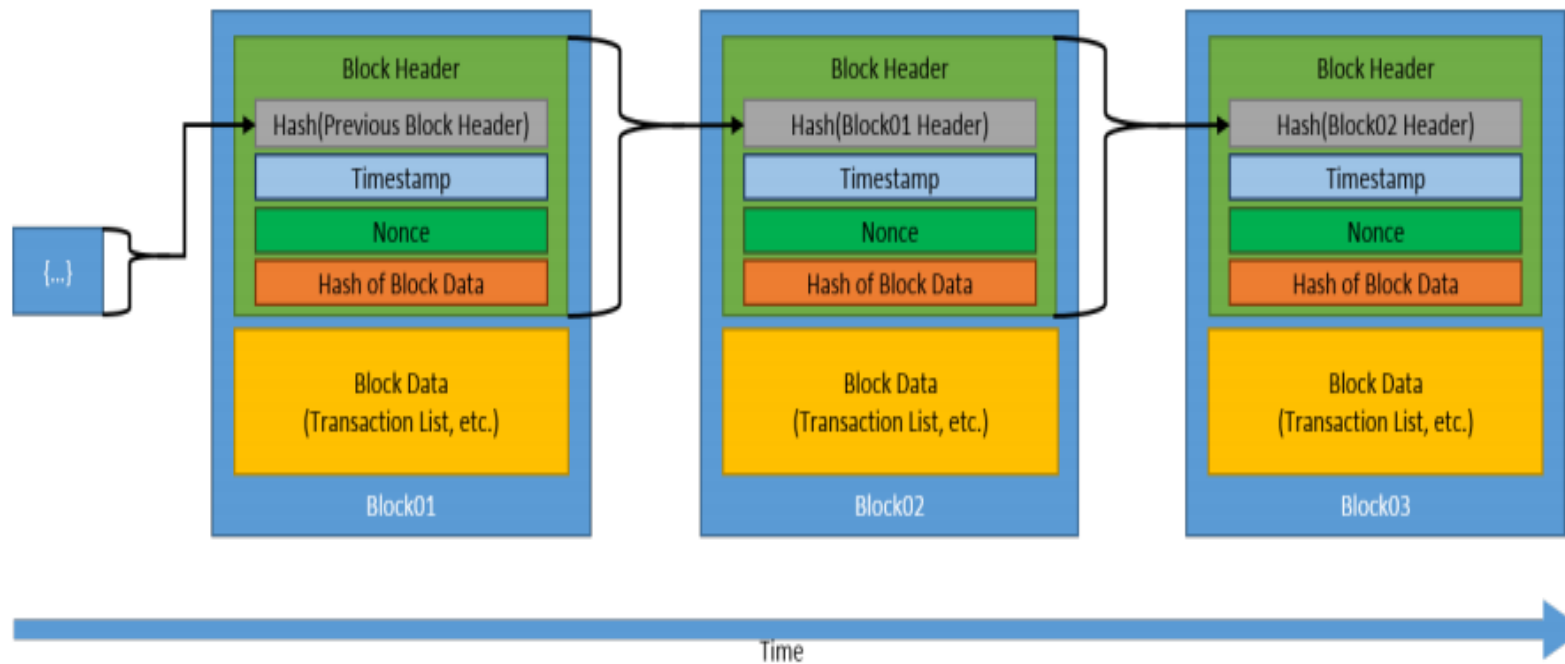 {...}
Block Header
Hash(Previous Block Header)
Timestamp
Nonce
Hash of Block Data
Block Data
(Transaction List, etc.)
Block01
Block Header
Hash(Block01 Header)
Timestamp
Nonce
Hash of Block Data
Block Data
(Transaction List, etc.)
Block02
Block Header
Hash(Block02 Header)
Timestamp
Nonce
Hash of Block Data
Block Data
(Transaction List, etc.)
Block03
Time